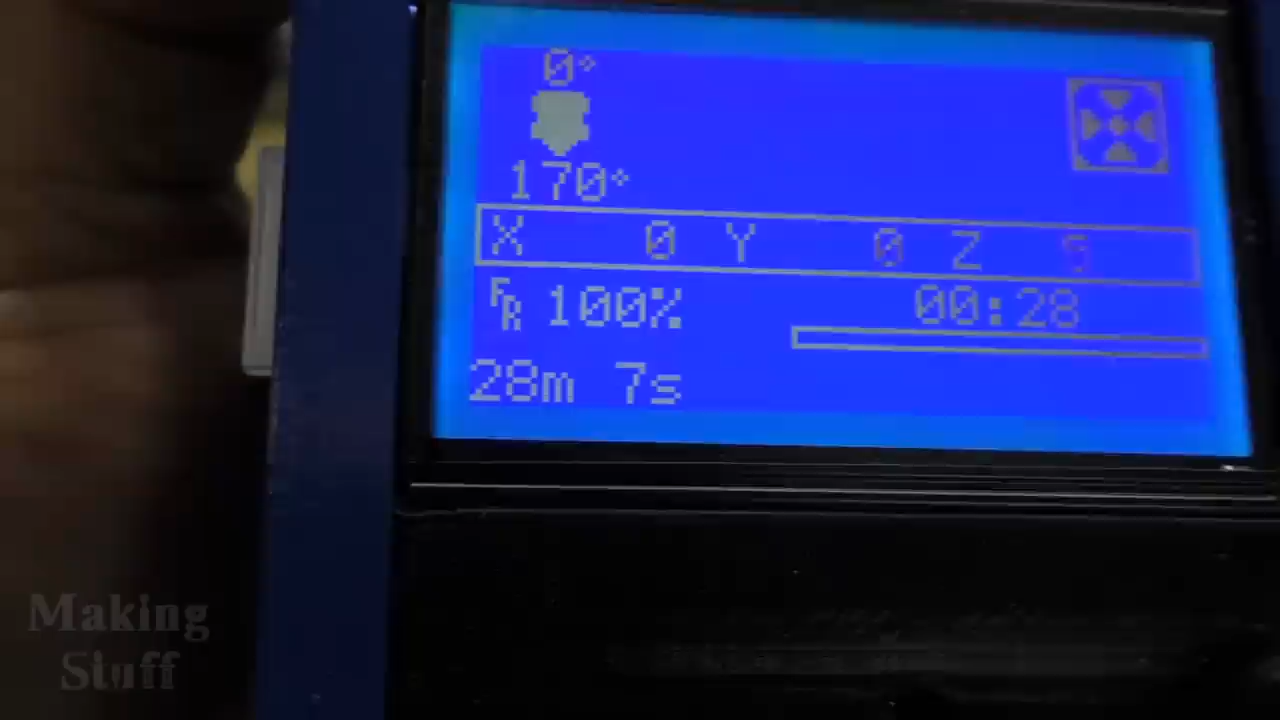 0°
170°
X 0 Y 0 Z
FR 100% 00:28
28m 7s
Making
Stuff